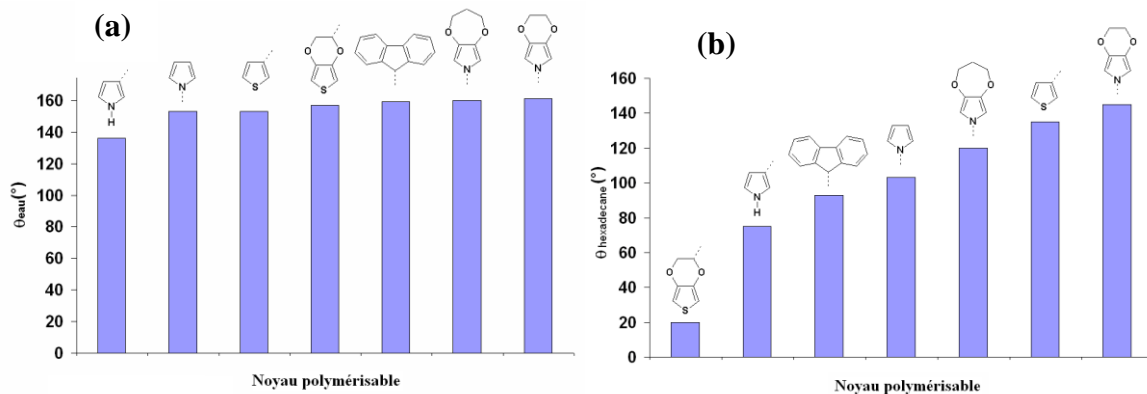 (a)
160
140
120
100
80
60
40
20
0
θeau(°)
N
H
N
S
O
O
S
O
O
N
O
O
N
Noyau polymérisable
(b)
160
140
120
100
80
60
40
20
0
θ hexadecane(°)
O
O
S
N
H
N
O
O
N
S
O
O
N
Noyau polymérisable